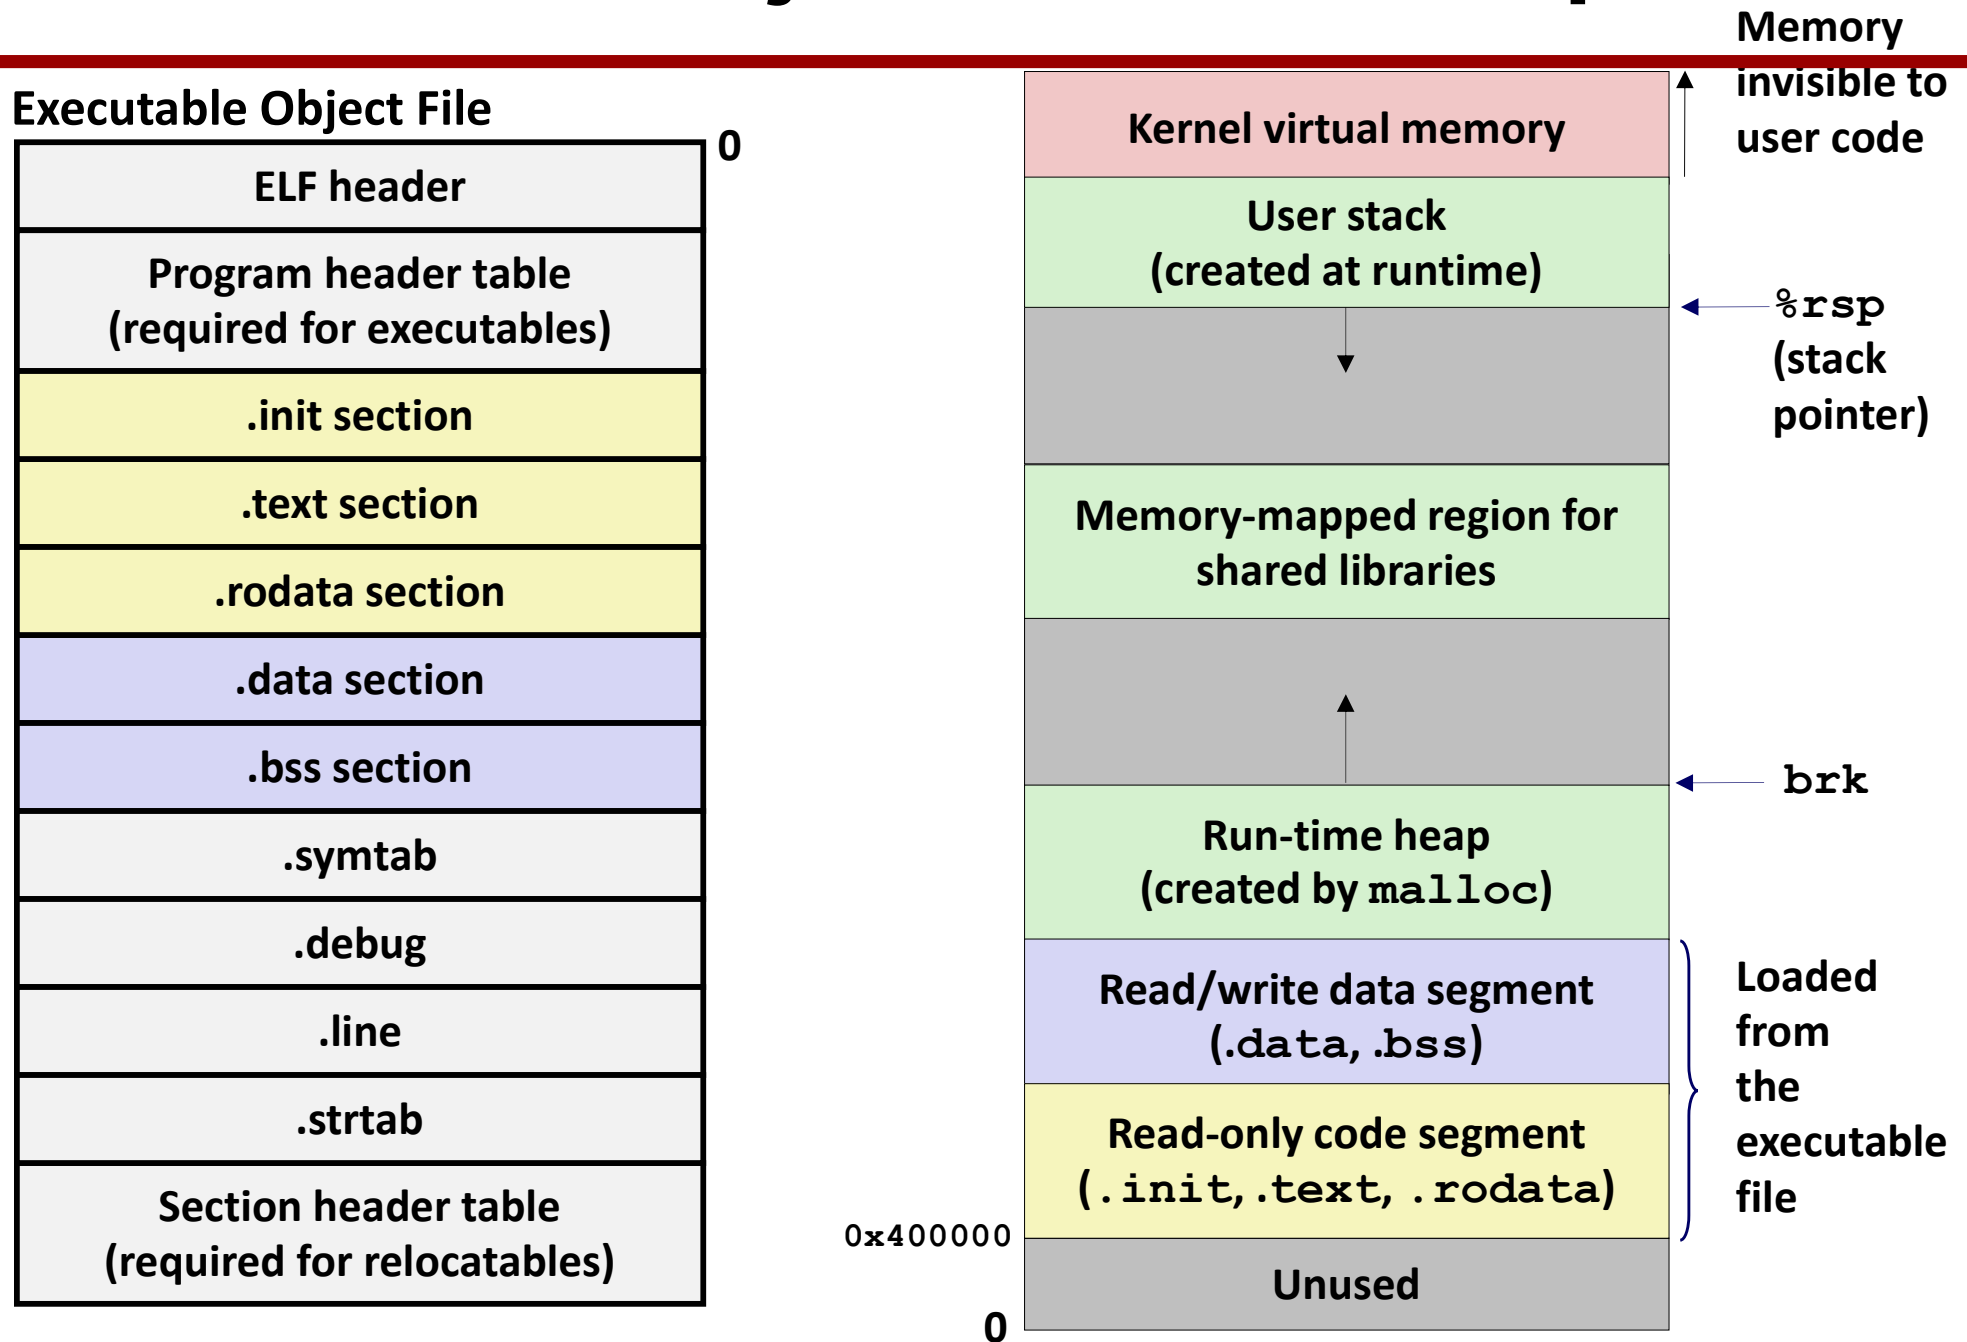 Executable Object File
0
ELF header
Program header table
(required for executables)
.init section
.text section
.rodata section
.data section
.bss section
.symtab
.debug
.line
.strtab
Section header table
(required for relocatables)
Memory
invisible to
user code
Kernel virtual memory
User stack
(created at runtime)
%rsp
(stack
pointer)
Memory-mapped region for
shared libraries
brk
Run-time heap
(created by malloc)
Read/write data segment
(.data, .bss)
Read-only code segment
(.init, .text, .rodata)
Loaded
from
the
executable
file
0x400000
Unused
0